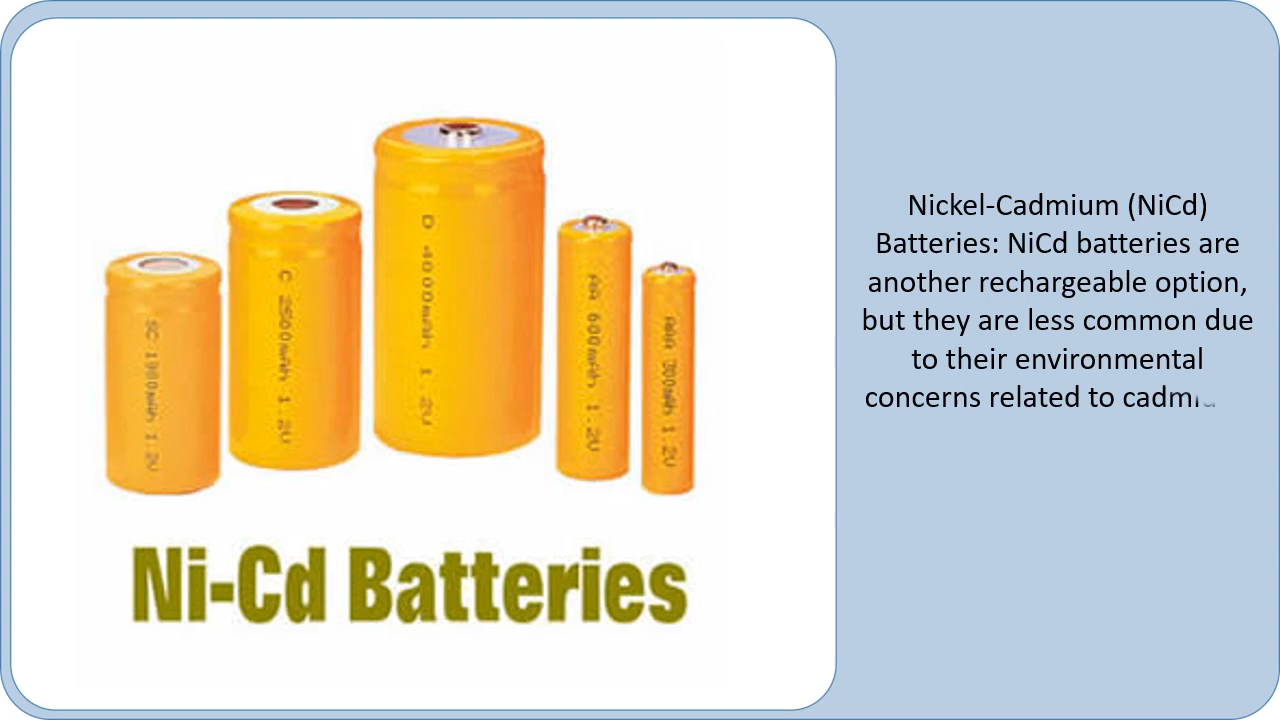 SC 1900mAh 1.2V
C 2500mAh 1.2V
D 4000mAh 1.2V
AA 600mAh 1.2V
AAA 300mAh 1.2V
Ni-Cd Batteries
Nickel-Cadmium (NiCd)
Batteries: NiCd batteries are
another rechargeable option,
but they are less common due
to their environmental
concerns related to